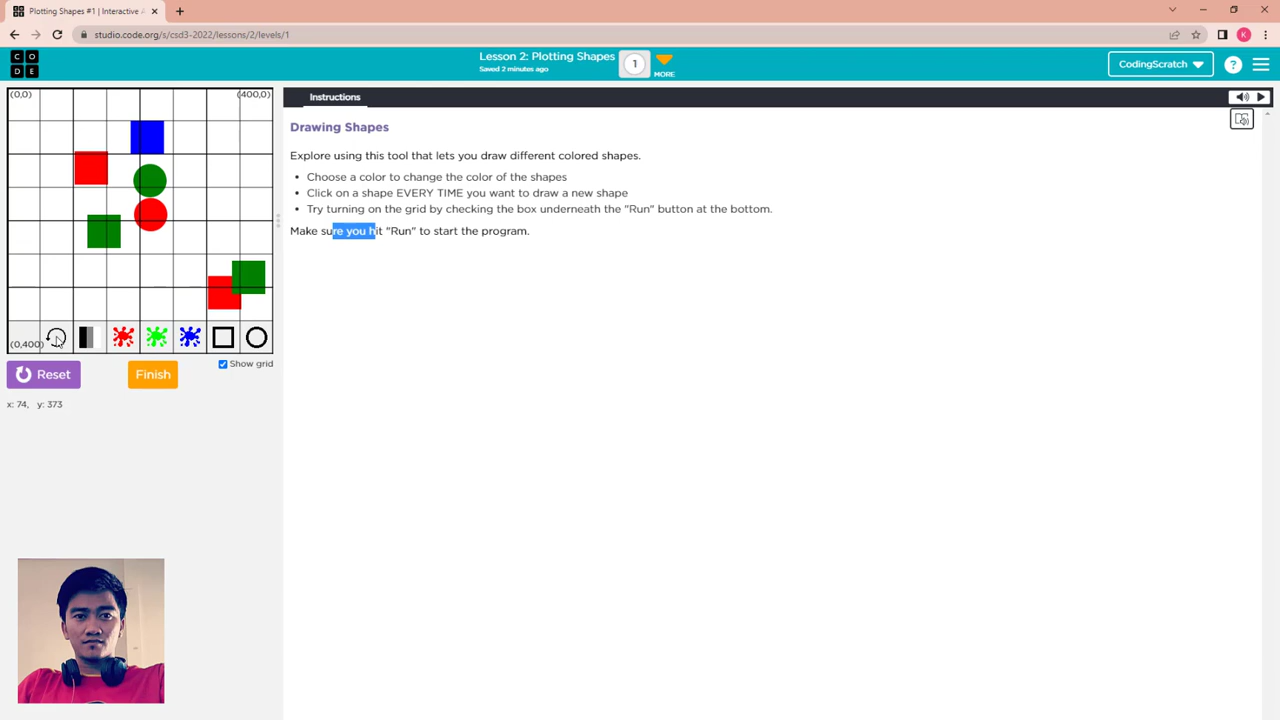 Plotting Shapes #1 | Interactive A
studio.code.org/s/csd3-2022/lessons/2/levels/1
K
C O
D E
Lesson 2: Plotting Shapes
Saved 2 minutes ago
1
MORE
CodingScratch
?
(0,0)
(400,0)
(0,400)
Show grid
Reset
Finish
x: 74, y: 373
Instructions
Drawing Shapes
Explore using this tool that lets you draw different colored shapes.
• Choose a color to change the color of the shapes
• Click on a shape EVERY TIME you want to draw a new shape
• Try turning on the grid by checking the box underneath the "Run" button at the bottom.
Make sure you hit "Run" to start the program.